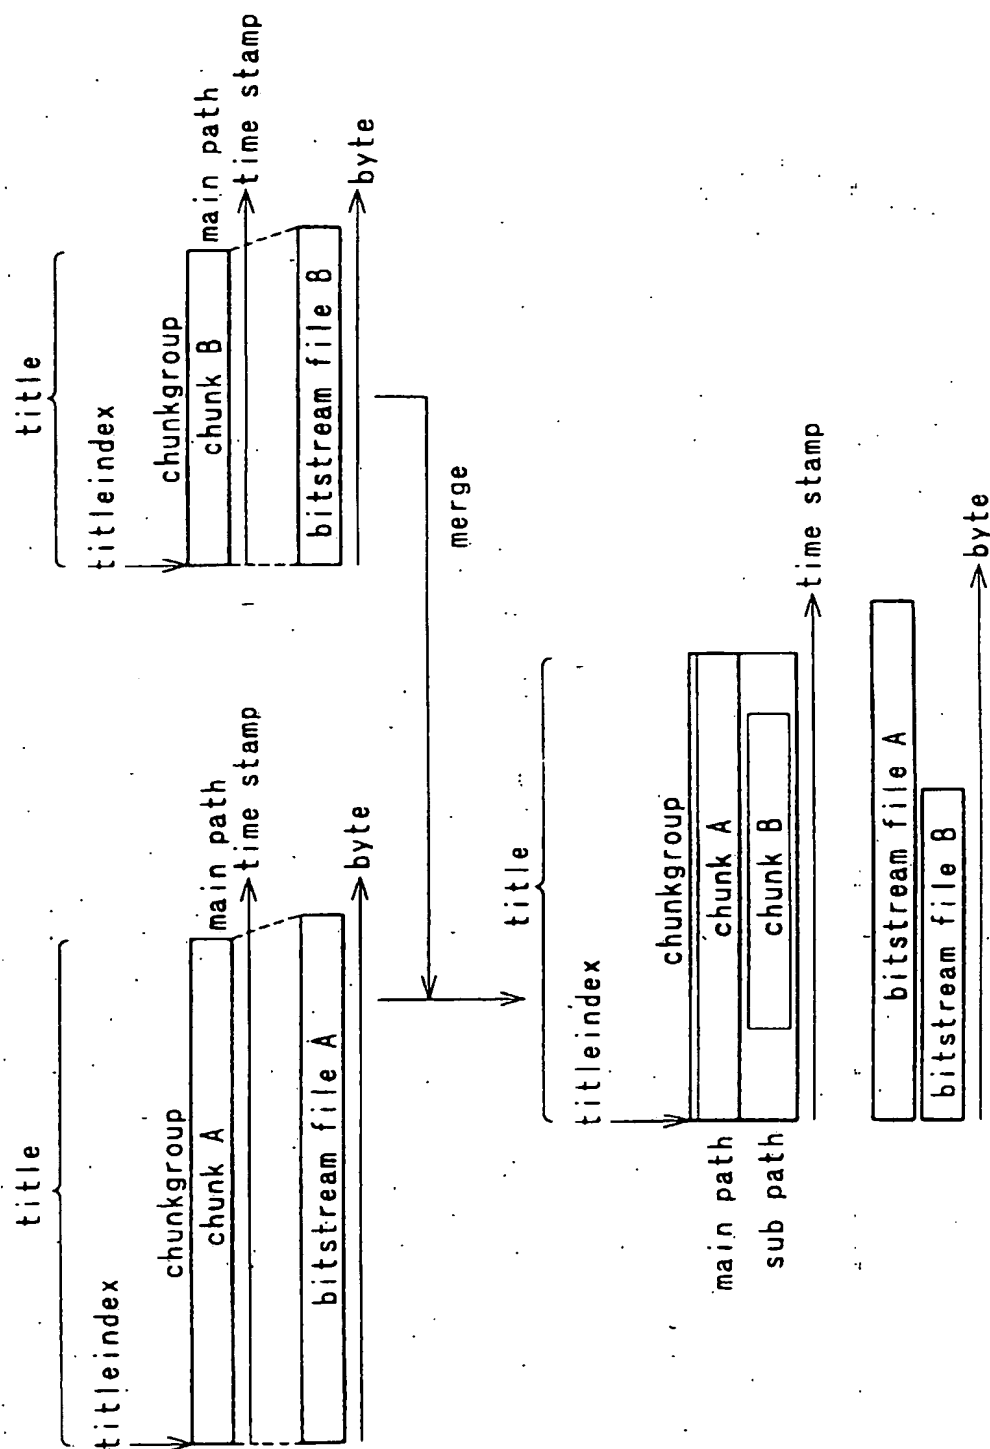 title
titleindex
chunkgroup
chunk A
main path
time stamp
bitstream file A
byte
title
titleindex
chunkgroup
chunk B
main path
time stamp
bitstream file B
byte
merge
title
titleindex
chunkgroup
main path
chunk A
sub path
chunk B
time stamp
bitstream file A
bitstream file B
byte